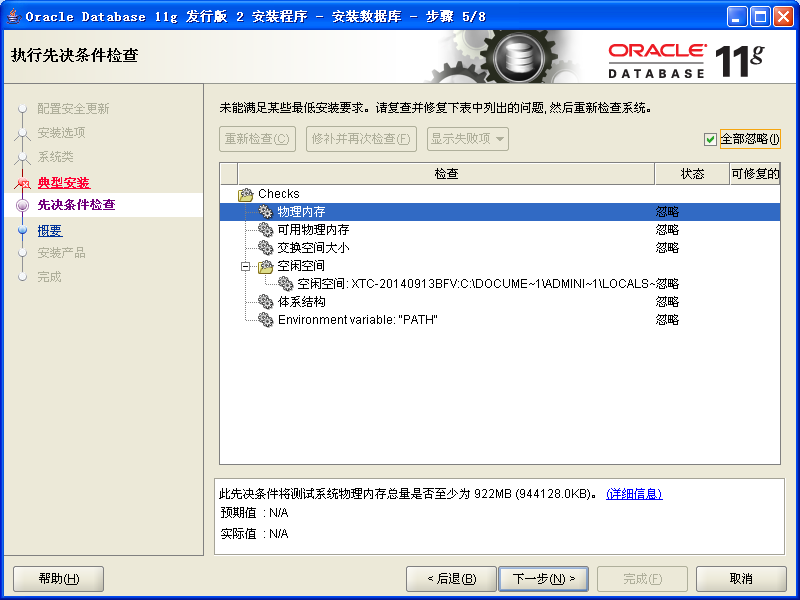 Oracle Database 11g 发行版 2 安装程序 - 安装数据库 - 步骤 5/8
执行先决条件检查
ORACLE
DATABASE
11g
配置安全更新
安装选项
系统类
典型安装
先决条件检查
概要
安装产品
完成
未能满足某些最低安装要求。请复查并修复下表中列出的问题, 然后重新检查系统。
重新检查(C) 修补并再次检查(F) 显示失败项 全部忽略(I)
检查 状态 可修复的
Checks
物理内存 忽略
可用物理内存 忽略
交换空间大小 忽略
空闲空间
空闲空间: XTC-20140913BFV:C:\DOCUME~1\ADMINI~1\LOCALS~ 忽略
体系结构 忽略
Environment variable: "PATH" 忽略
此先决条件将测试系统物理内存总量是否至少为 922MB (944128.0KB)。 (详细信息)
预期值 : N/A
实际值 : N/A
帮助(H) < 后退(B) 下一步(N) > 完成(F) 取消